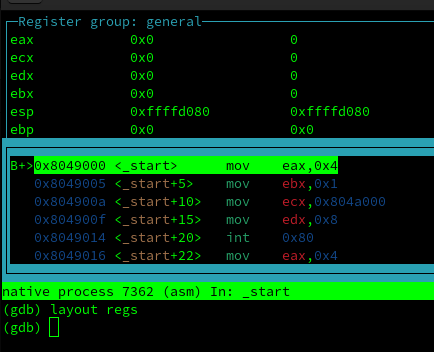 Register group: general
eax 0x0 0
ecx 0x0 0
edx 0x0 0
ebx 0x0 0
esp 0xffffd080 0xffffd080
ebp 0x0 0x0
B+>0x8049000 <_start> mov eax,0x4
0x8049005 <_start+5> mov ebx,0x1
0x804900a <_start+10> mov ecx,0x804a000
0x804900f <_start+15> mov edx,0x8
0x8049014 <_start+20> int 0x80
0x8049016 <_start+22> mov eax,0x4
native process 7362 (asm) In: _start
(gdb) layout regs
(gdb)